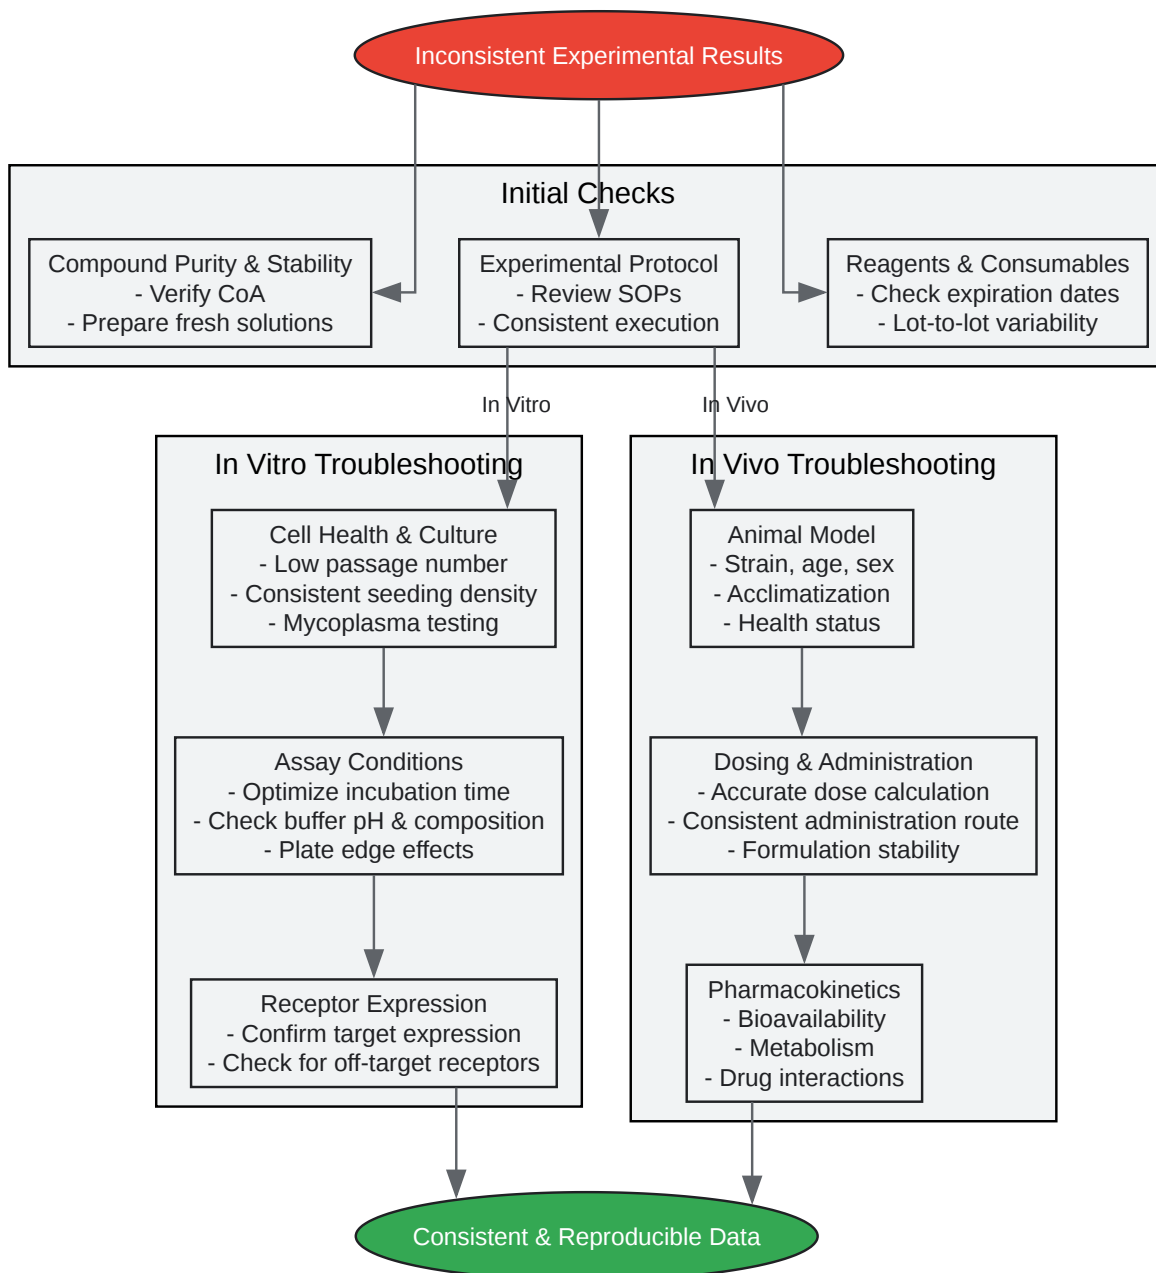 Inconsistent Experimental Results
Initial Checks
Compound Purity & Stability
- Verify CoA
- Prepare fresh solutions
Experimental Protocol
- Review SOPs
- Consistent execution
Reagents & Consumables
- Check expiration dates
- Lot-to-lot variability
In Vitro
In Vivo
In Vitro Troubleshooting
Cell Health & Culture
- Low passage number
- Consistent seeding density
- Mycoplasma testing
Assay Conditions
- Optimize incubation time
- Check buffer pH & composition
- Plate edge effects
Receptor Expression
- Confirm target expression
- Check for off-target receptors
In Vivo Troubleshooting
Animal Model
- Strain, age, sex
- Acclimatization
- Health status
Dosing & Administration
- Accurate dose calculation
- Consistent administration route
- Formulation stability
Pharmacokinetics
- Bioavailability
- Metabolism
- Drug interactions
Consistent & Reproducible Data